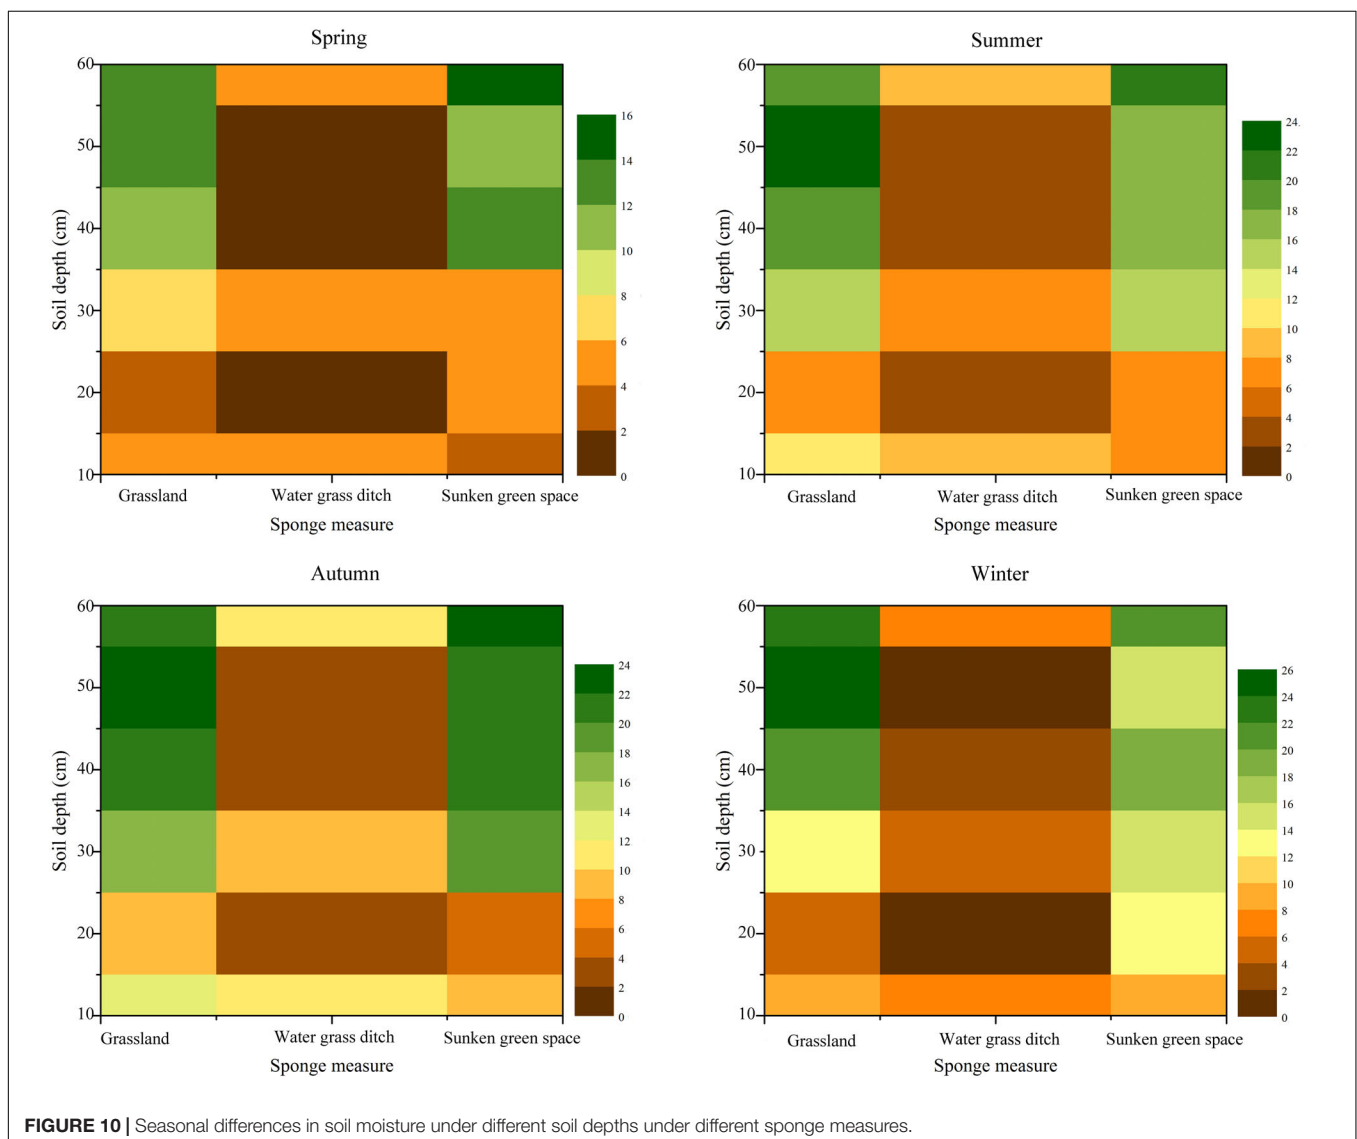 Spring
60
50
40
30
20
10
Soil depth (cm)
Grassland
Water grass ditch
Sunken green space
Sponge measure
16
14
12
10
8
6
4
2
0
Summer
60
50
40
30
20
10
Soil depth (cm)
Grassland
Water grass ditch
Sunken green space
Sponge measure
24
22
20
18
16
14
12
10
8
6
4
2
0
Autumn
60
50
40
30
20
10
Soil depth (cm)
Grassland
Water grass ditch
Sunken green space
Sponge measure
24
22
20
18
16
14
12
10
8
6
4
2
0
Winter
60
50
40
30
20
10
Soil depth (cm)
Grassland
Water grass ditch
Sunken green space
Sponge measure
26
24
22
20
18
16
14
12
10
8
6
4
2
0
FIGURE 10 | Seasonal differences in soil moisture under different soil depths under different sponge measures.